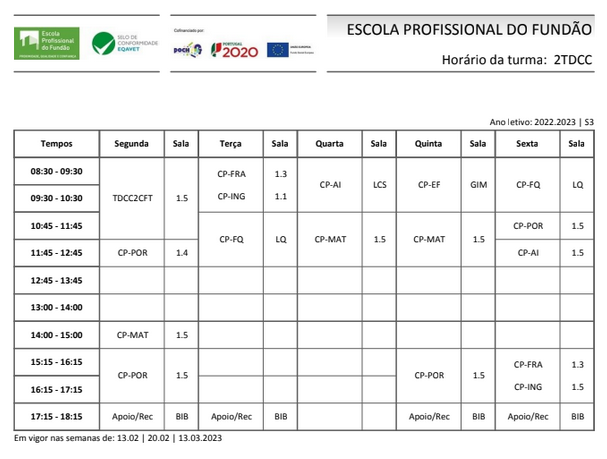 Escola
Profissional
do Fundão
SELO DE
CONFORMIDADE
EQAVET
Cofinanciado por:
POCH
PORTUGAL
2020
ESCOLA PROFISSIONAL DO FUNDÃO
Horário da turma: 2TDCC
Ano letivo: 2022.2023 | S3
Tempos Segunda Sala Terça Sala Quarta Sala Quinta Sala Sexta Sala
08:30 - 09:30
CP-FRA 1.3
CP-AI LCS CP-EF GIM CP-FQ LQ
09:30 - 10:30 TDCC2CFT 1.5 CP-ING 1.1
10:45 - 11:45 CP-POR 1.5
CP-FQ LQ CP-MAT 1.5 CP-MAT 1.5
11:45 - 12:45 CP-POR 1.4 CP-AI 1.5
12:45 - 13:45
13:00 - 14:00
14:00 - 15:00 CP-MAT 1.5
15:15 - 16:15 CP-FRA 1.3
CP-POR 1.5 CP-POR 1.5
16:15 - 17:15 CP-ING 1.5
17:15 - 18:15 Apoio/Rec BIB Apoio/Rec BIB Apoio/Rec BIB Apoio/Rec BIB
Em vigor nas semanas de: 13.02 | 20.02 | 13.03.2023